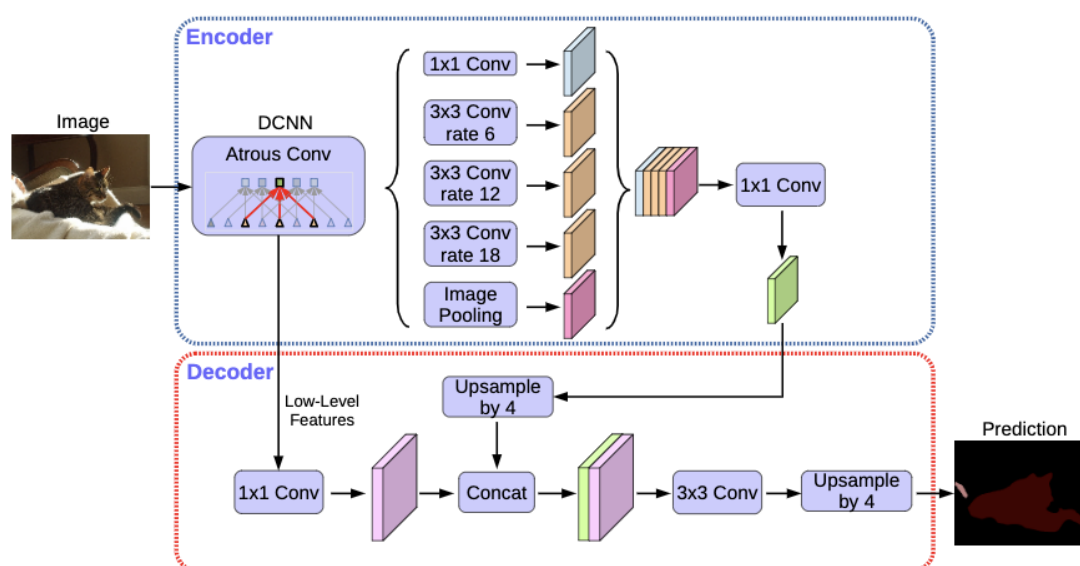 Encoder
Image
DCNN
Atrous Conv
1x1 Conv
3x3 Conv
rate 6
3x3 Conv
rate 12
3x3 Conv
rate 18
Image
Pooling
1x1 Conv
Decoder
Low-Level
Features
Upsample
by 4
1x1 Conv
Concat
3x3 Conv
Upsample
by 4
Prediction